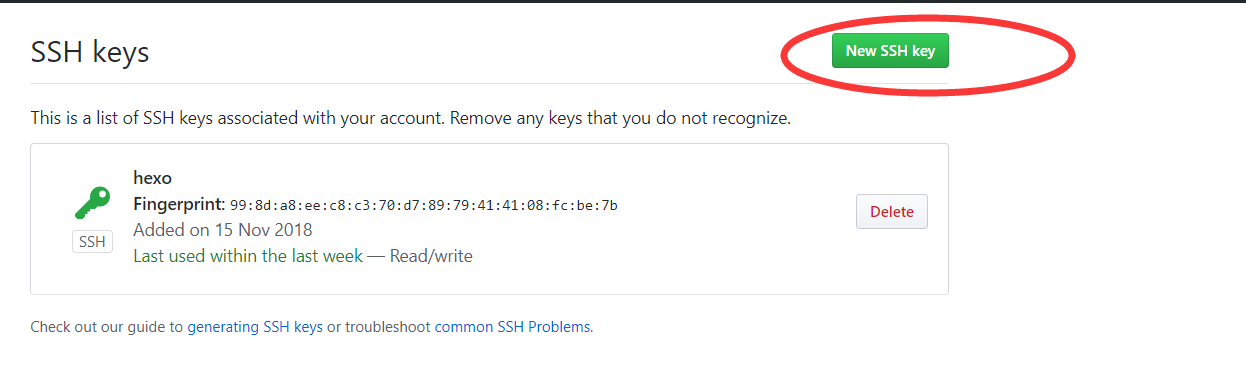 SSH keys
New SSH key
This is a list of SSH keys associated with your account. Remove any keys that you do not recognize.
hexo
Fingerprint: 99:8d:a8:ee:c8:c3:70:d7:89:79:41:41:08:fc:be:7b
Added on 15 Nov 2018
Last used within the last week — Read/write
SSH
Delete
Check out our guide to generating SSH keys or troubleshoot common SSH Problems.